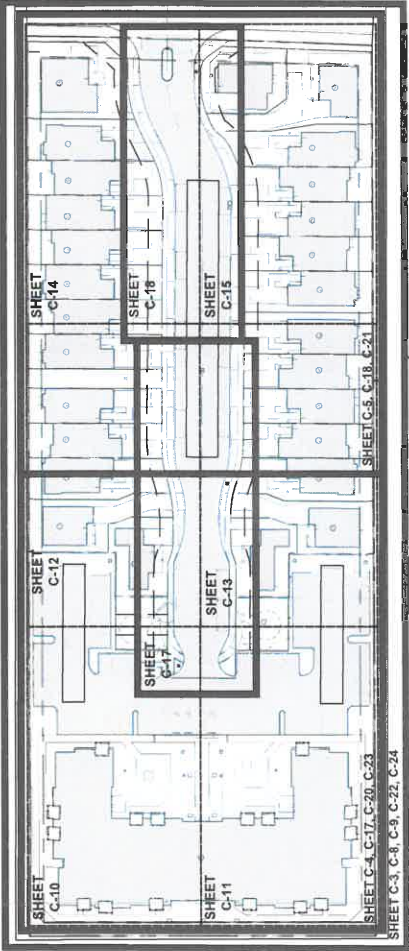 SHEET
C-14
SHEET
C-18
SHEET
C-15
SHEET
C-12
SHEET
C-17
SHEET
C-13
SHEET C-5, C-18, C-21
SHEET
C-10
SHEET
C-11
SHEET C-4, C-17, C-20, C-23
SHEET C-3, C-8, C-9, C-22, C-24